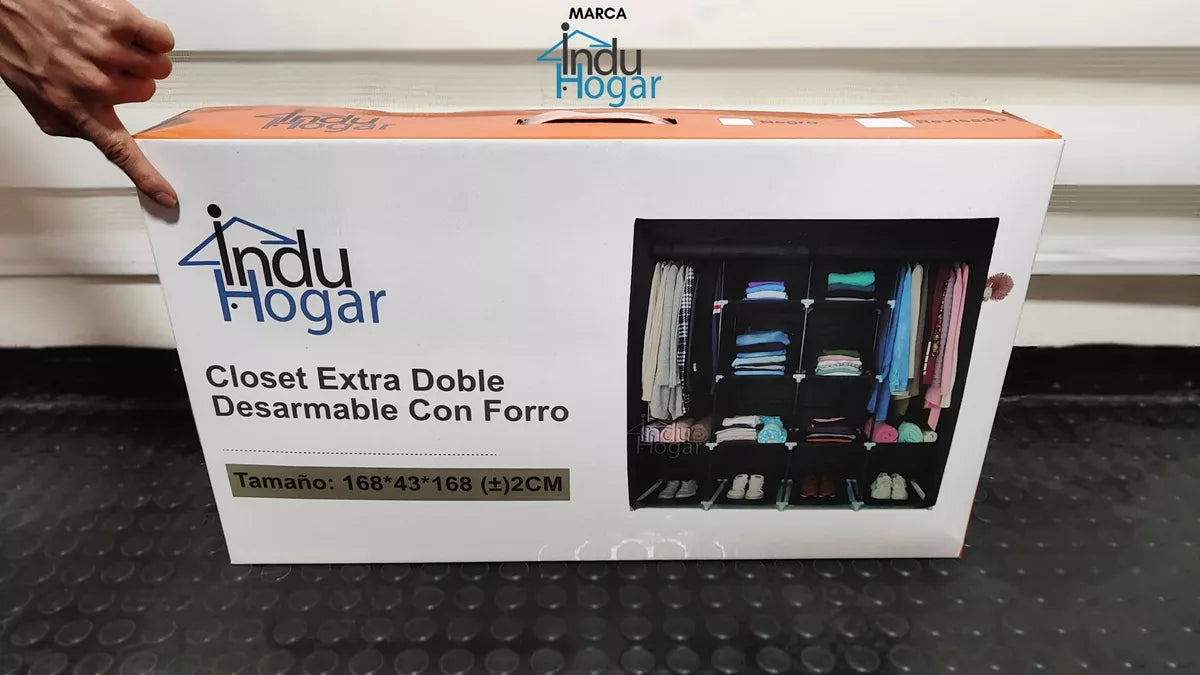 MARCA
indu
Hogar
indu
Hogar
Negro
Revisado
indu
Hogar
Closet Extra Doble
Desarmable Con Forro
Tamaño: 168*43*168 (±)2CM
indu
Hogar